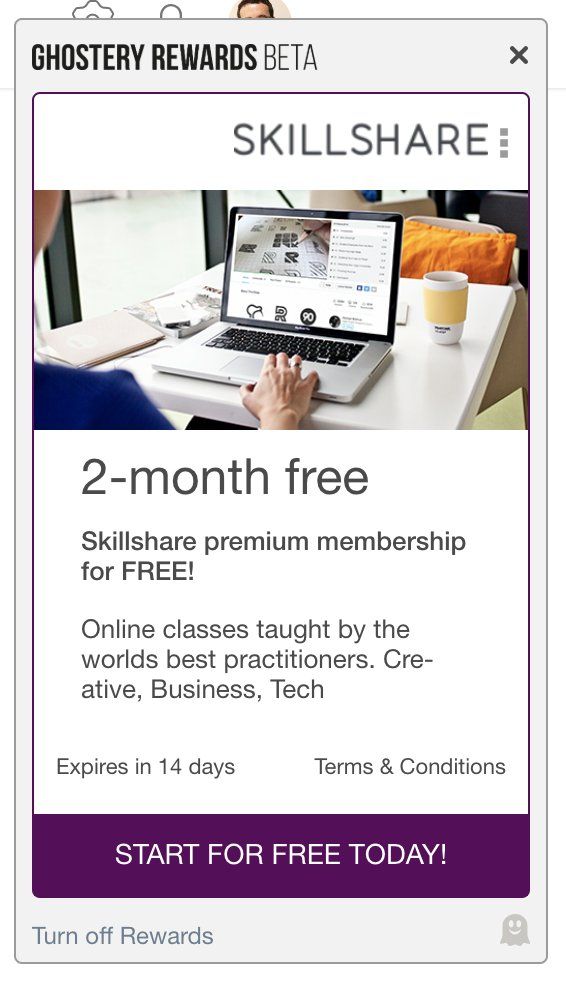 GHOSTERY REWARDS BETA
SKILLSHARE
2-month free
Skillshare premium membership
for FREE!
Online classes taught by the
worlds best practitioners. Cre-
ative, Business, Tech
Expires in 14 days
Terms & Conditions
START FOR FREE TODAY!
Turn off Rewards